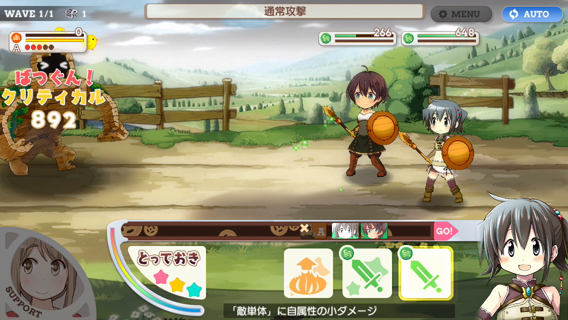 WAVE 1/1 1
通常攻撃
MENU
AUTO
0
A
266
648
ばつぐん!
クリティカル
892
GO!
とっておき
SUPPORT
「敵単体」に自属性の小ダメージ